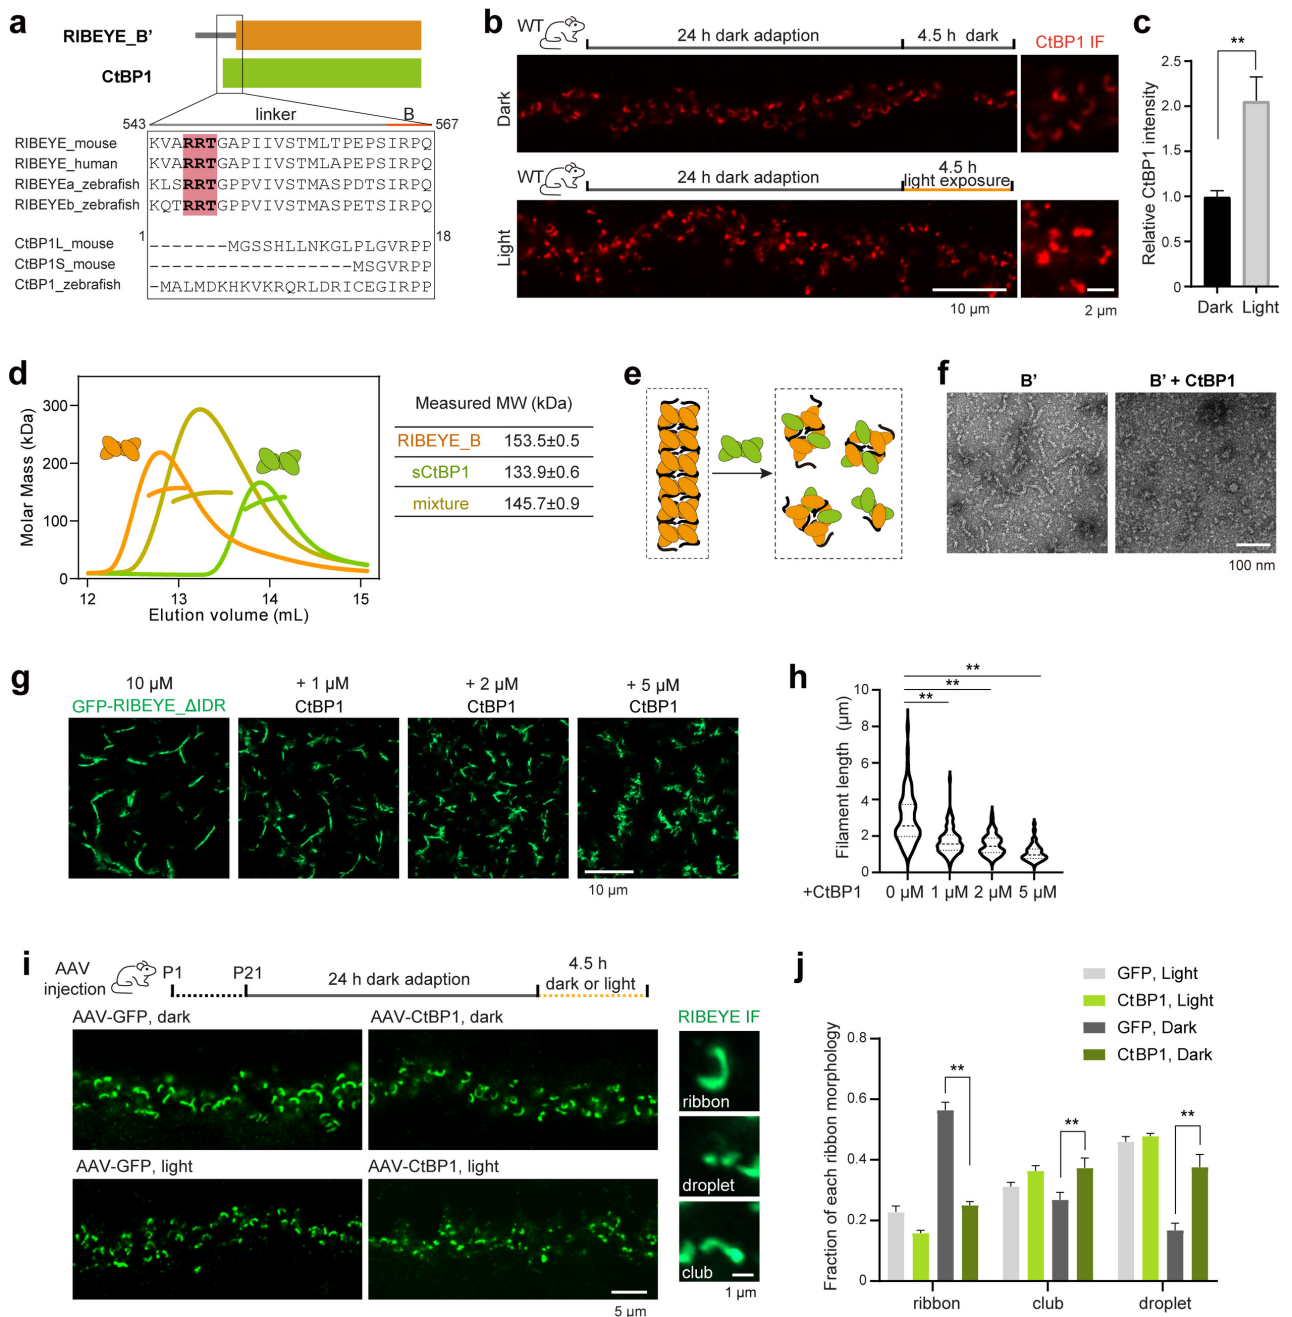 a
RIBEYE_B’
CtBP1
linker
B
543
567
RIBEYE_mouse KVARRTGAPIIVSTMLTPEPSIRPQ
RIBEYE_human KVARRTGAPIIVSTMLAPEPSIRPQ
RIBEYEa_zebrafish KLSRRTGPPVIVSTMASPDTSIRPQ
RIBEYEb_zebrafish KQTRRTGPPVIVSTMASPETSIRPQ
1
18
CtBP1L_mouse -------MGSSHLLNKGLPLGVRPP
CtBP1S_mouse ------------------MSGVRPP
CtBP1_zebrafish -MALMDKHKVKRQRLDRICEGIRPP
b
WT
24 h dark adaption
4.5 h dark
CtBP1 IF
Dark
WT
24 h dark adaption
4.5 h
light exposure
Light
10 µm
2 µm
c
**
Relative CtBP1 intensity
2.5
2.0
1.5
1.0
0.5
0
Dark Light
d
Molar Mass (kDa)
300
200
100
0
12 13 14 15
Elution volume (mL)
Measured MW (kDa)
RIBEYE_B 153.5±0.5
sCtBP1 133.9±0.6
mixture 145.7±0.9
e
f
B’
B’ + CtBP1
100 nm
g
10 µM
GFP-RIBEYE_ΔIDR
+ 1 µM
CtBP1
+ 2 µM
CtBP1
+ 5 µM
CtBP1
10 µm
h
**
**
**
Filament length (µm)
10
8
6
4
2
0
+CtBP1 0 µM 1 µM 2 µM 5 µM
i
AAV
injection
P1
P21
24 h dark adaption
4.5 h
dark or light
AAV-GFP, dark
AAV-CtBP1, dark
RIBEYE IF
ribbon
droplet
club
AAV-GFP, light
AAV-CtBP1, light
5 µm
1 µm
j
GFP, Light
CtBP1, Light
GFP, Dark
CtBP1, Dark
Fraction of each ribbon morphology
0.8
0.6
0.4
0.2
0
**
**
**
ribbon club droplet